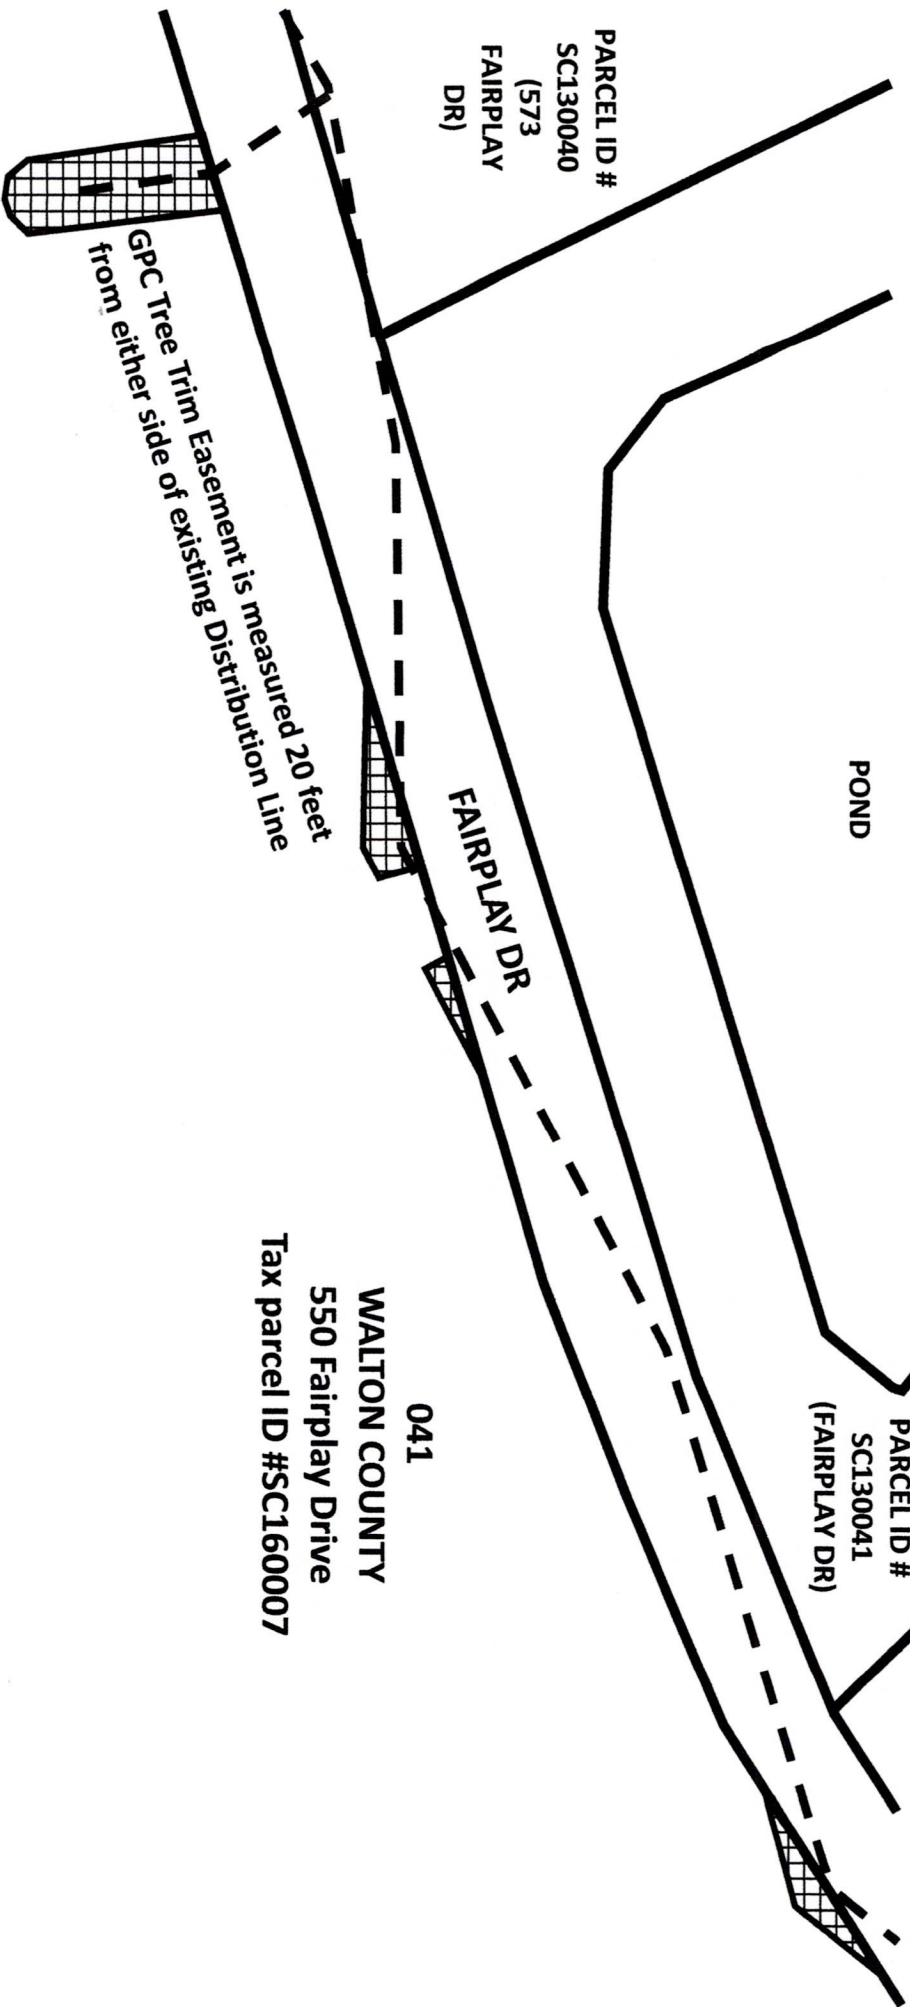 PARCEL ID #
SC130040
(573
FAIRPLAY
DR)
POND
PARCEL ID #
SC130041
(FAIRPLAY DR)
FAIRPLAY DR
GPC Tree Trim Easement is measured 20 feet
from either side of existing Distribution Line
041
WALTON COUNTY
550 Fairplay Drive
Tax parcel ID #SC160007